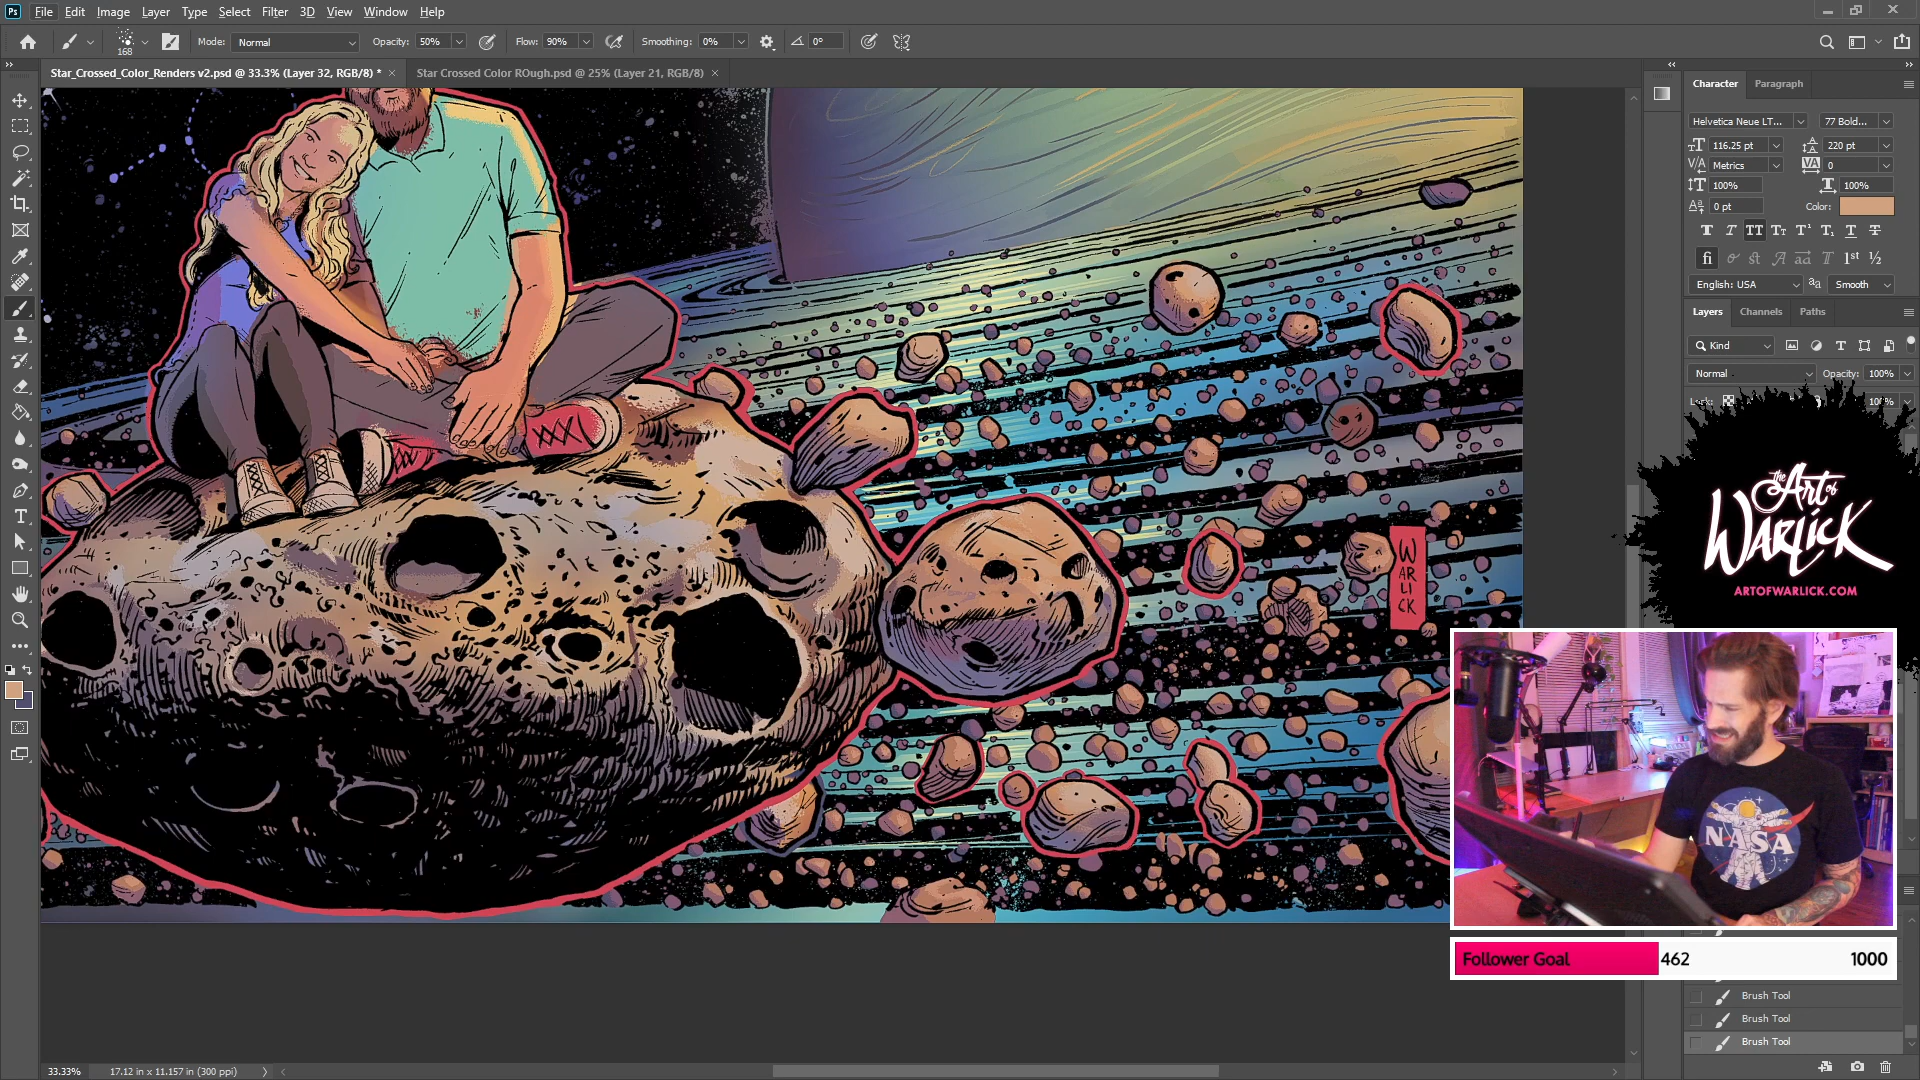 Ps File Edit Image Layer Type Select Filter 3D View Window Help
168 Mode: Normal Opacity: 50% Flow: 90% Smoothing: 0% 0°
Star_Crossed_Color_Renders v2.psd @ 33.3% (Layer 32, RGB/8) * × Star Crossed Color ROugh.psd @ 25% (Layer 21, RGB/8) ×
Character Paragraph
Helvetica Neue LT... 77 Bold...
116.25 pt 220 pt
Metrics 0
100% 100%
0 pt Color:
English: USA Smooth
Layers Channels Paths
Kind
Normal Opacity: 100%
Lock: 100%
the Art of
Warlick
ARTOFWARLICK.COM
WARLICK
NASA
Follower Goal 462 1000
Brush Tool
Brush Tool
Brush Tool
33.33% 17.12 in x 11.157 in (300 ppi)